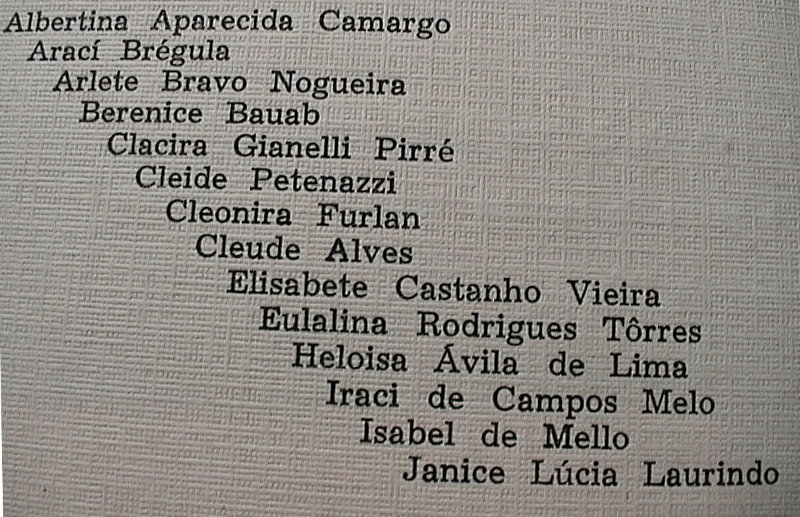 Albertina Aparecida Camargo
Arací Brégula
Arlete Bravo Nogueira
Berenice Bauab
Clacira Gianelli Pirré
Cleide Petenazzi
Cleonira Furlan
Cleude Alves
Elisabete Castanho Vieira
Eulalina Rodrigues Tôrres
Heloisa Ávila de Lima
Iraci de Campos Melo
Isabel de Mello
Janice Lúcia Laurindo